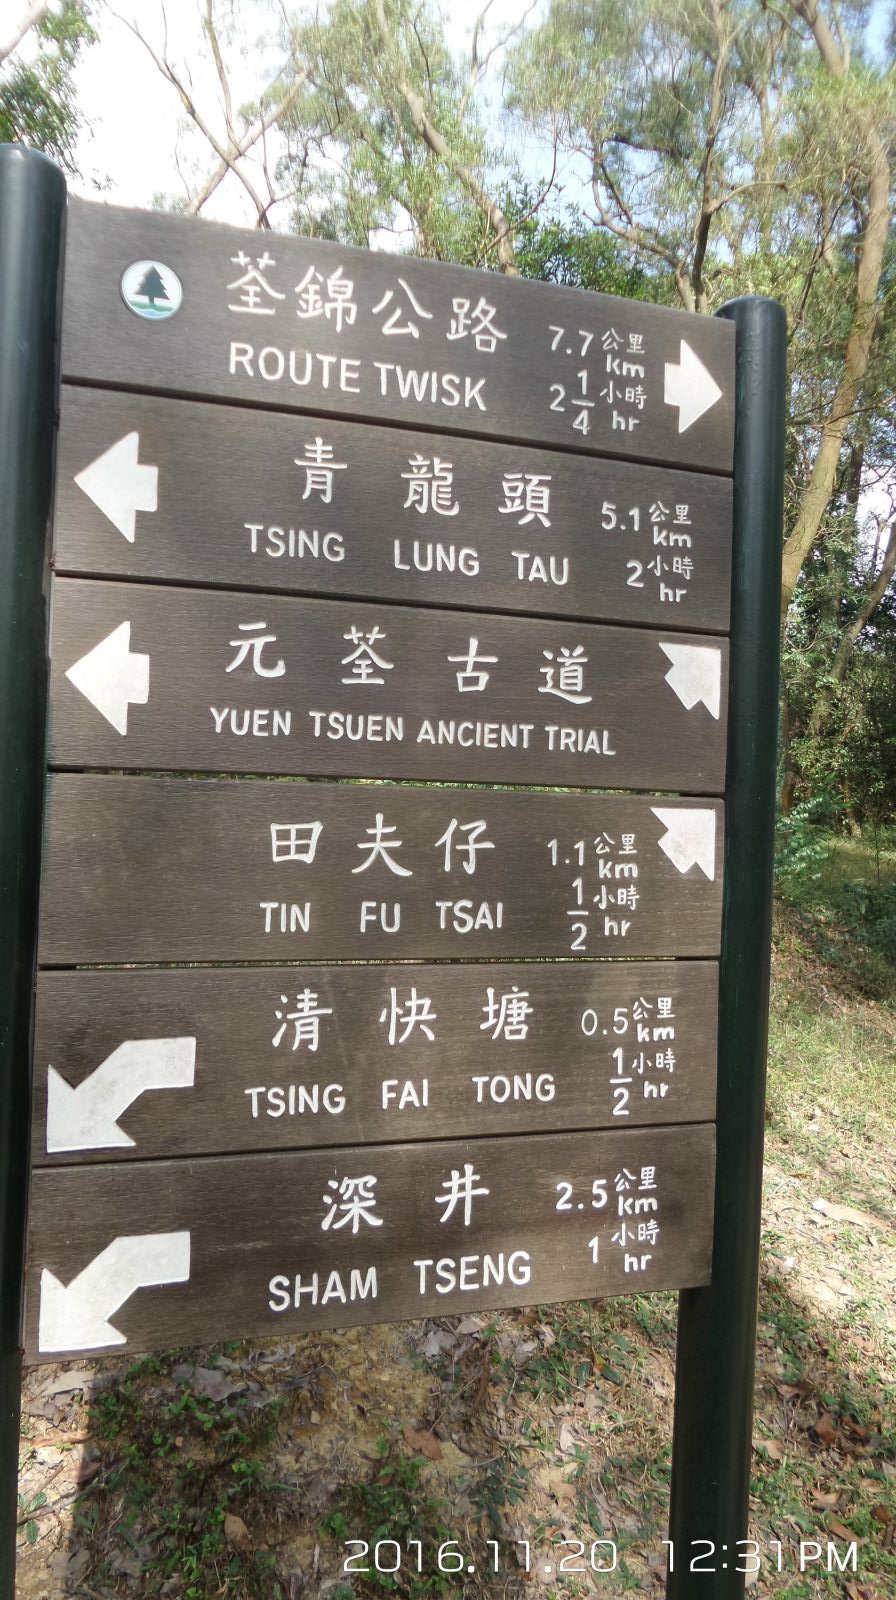 荃錦公路 7.7 公里
km
ROUTE TWISK 2 1/4 小時
hr
青龍頭 5.1 公里
km
TSING LUNG TAU 2 小時
hr
元荃古道
YUEN TSUEN ANCIENT TRIAL
田夫仔 1.1 公里
km
TIN FU TSAI 1/2 小時
hr
清快塘 0.5 公里
km
TSING FAI TONG 1/2 小時
hr
深井 2.5 公里
km
SHAM TSENG 1 小時
hr
2016.11.20 12:31PM